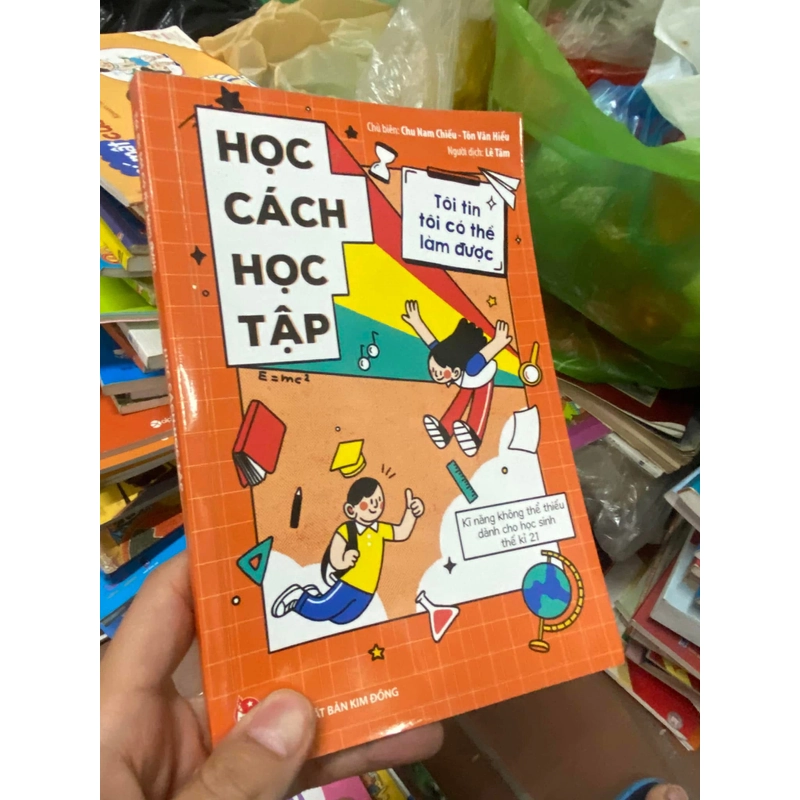 Chủ biên: Chu Nam Chiếu - Tôn Vân Hiểu
Người dịch: Lê Tâm
HỌC
CÁCH
HỌC
TẬP
Tôi tin
tôi có thể
làm được
E=mc²
Kĩ năng không thể thiếu
dành cho học sinh
thế kỉ 21
ẤT BẢN KIM ĐỒNG